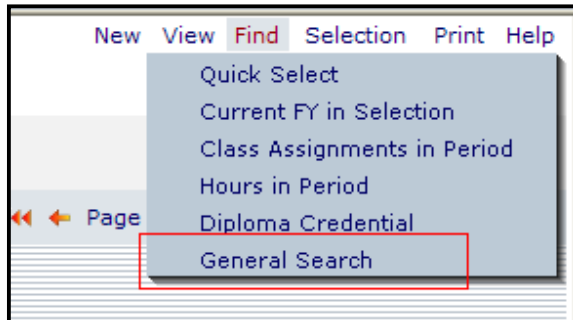 New View Find Selection Print Help
Quick Select
Current FY in Selection
Class Assignments in Period
Hours in Period
Page Diploma Credential
General Search